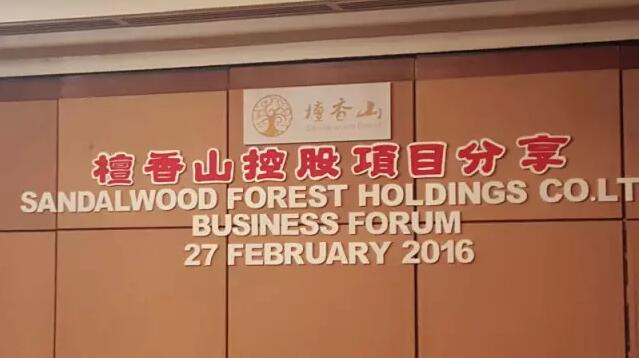 檀香山
檀香山控股項目分享
SANDALWOOD FOREST HOLDINGS CO.LT
BUSINESS FORUM
27 FEBRUARY 2016